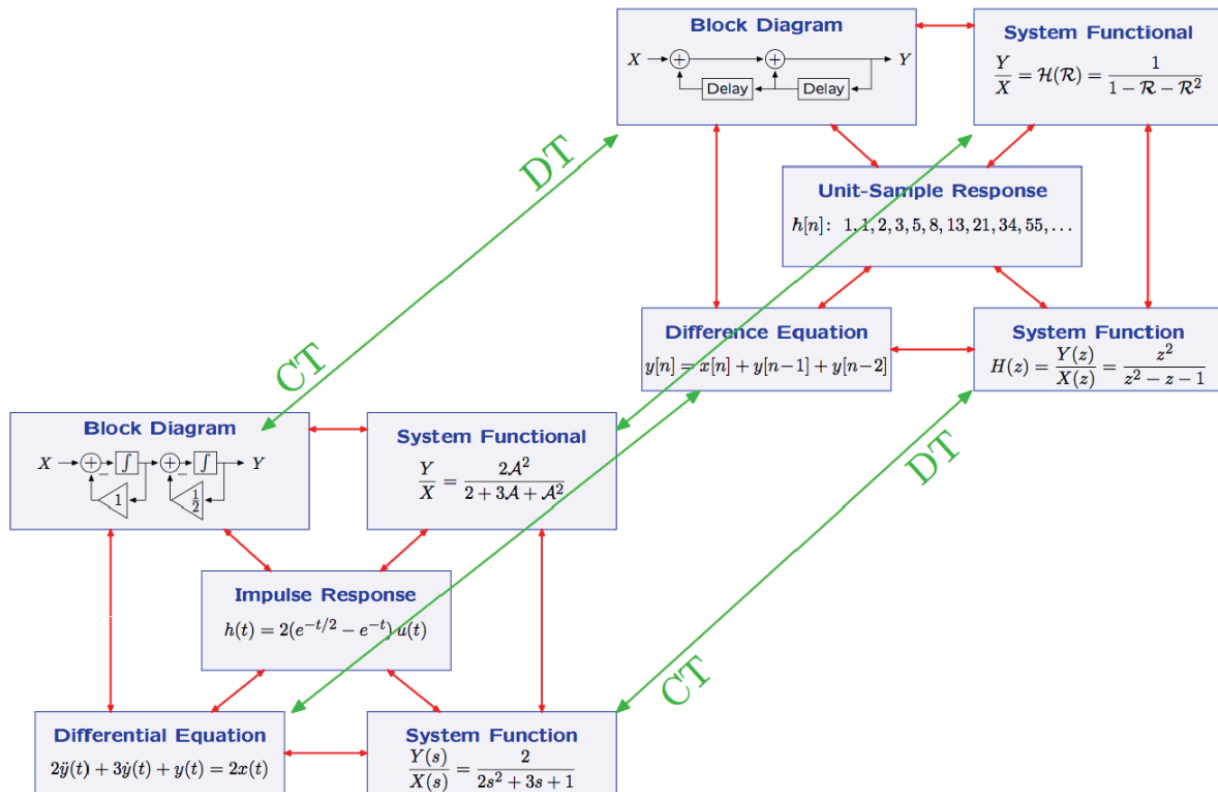 Block Diagram
X + + Y
Delay Delay
System Functional
Y/X = H(R) = 1/(1 − R − R²)
DT
Unit-Sample Response
h[n]: 1, 1, 2, 3, 5, 8, 13, 21, 34, 55, . . .
Difference Equation
y[n] = x[n] + y[n−1] + y[n−2]
System Function
H(z) = Y(z)/X(z) = z²/(z² − z − 1)
CT
Block Diagram
X + − ∫ + − ∫ Y
1 1/2
System Functional
Y/X = 2A²/(2 + 3A + A²)
DT
Impulse Response
h(t) = 2(e^{−t/2} − e^{−t}) u(t)
CT
Differential Equation
2ÿ(t) + 3ẏ(t) + y(t) = 2x(t)
System Function
Y(s)/X(s) = 2/(2s² + 3s + 1)